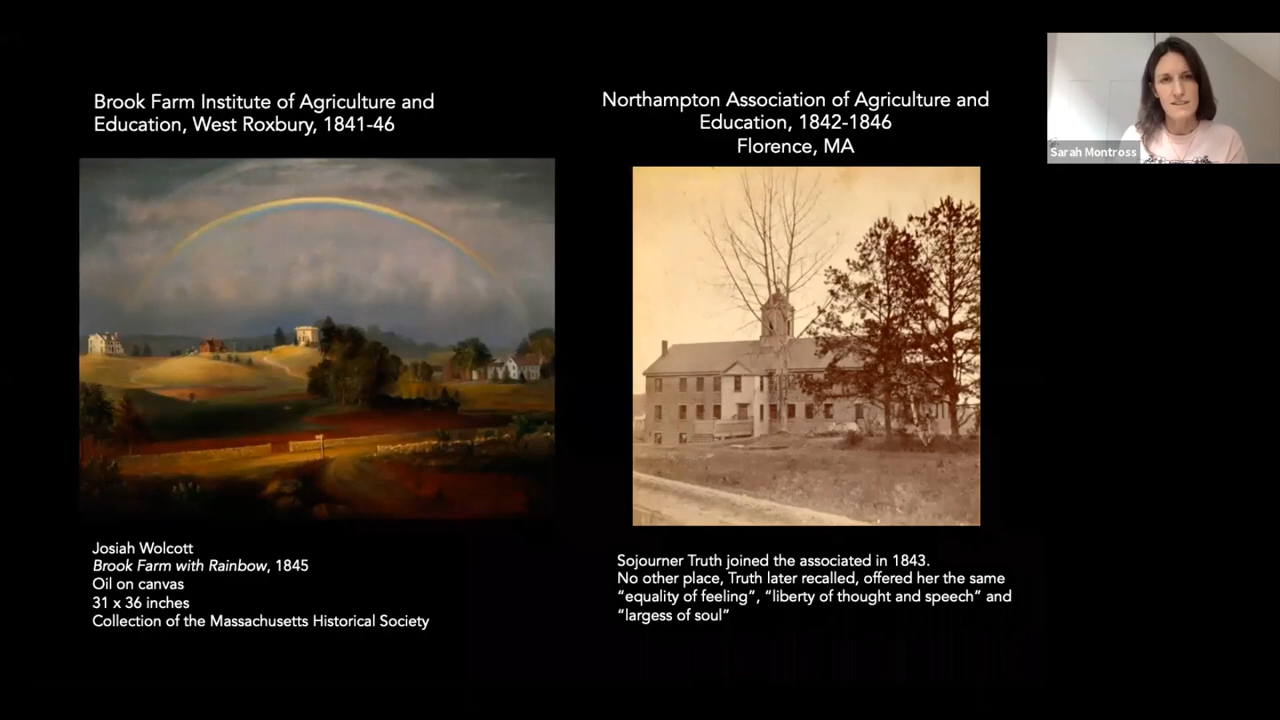 Brook Farm Institute of Agriculture and
Education, West Roxbury, 1841-46
Northampton Association of Agriculture and
Education, 1842-1846
Florence, MA
Sarah Montross
Josiah Wolcott
Brook Farm with Rainbow, 1845
Oil on canvas
31 x 36 inches
Collection of the Massachusetts Historical Society
Sojourner Truth joined the associated in 1843.
No other place, Truth later recalled, offered her the same
“equality of feeling”, “liberty of thought and speech” and
“largess of soul”